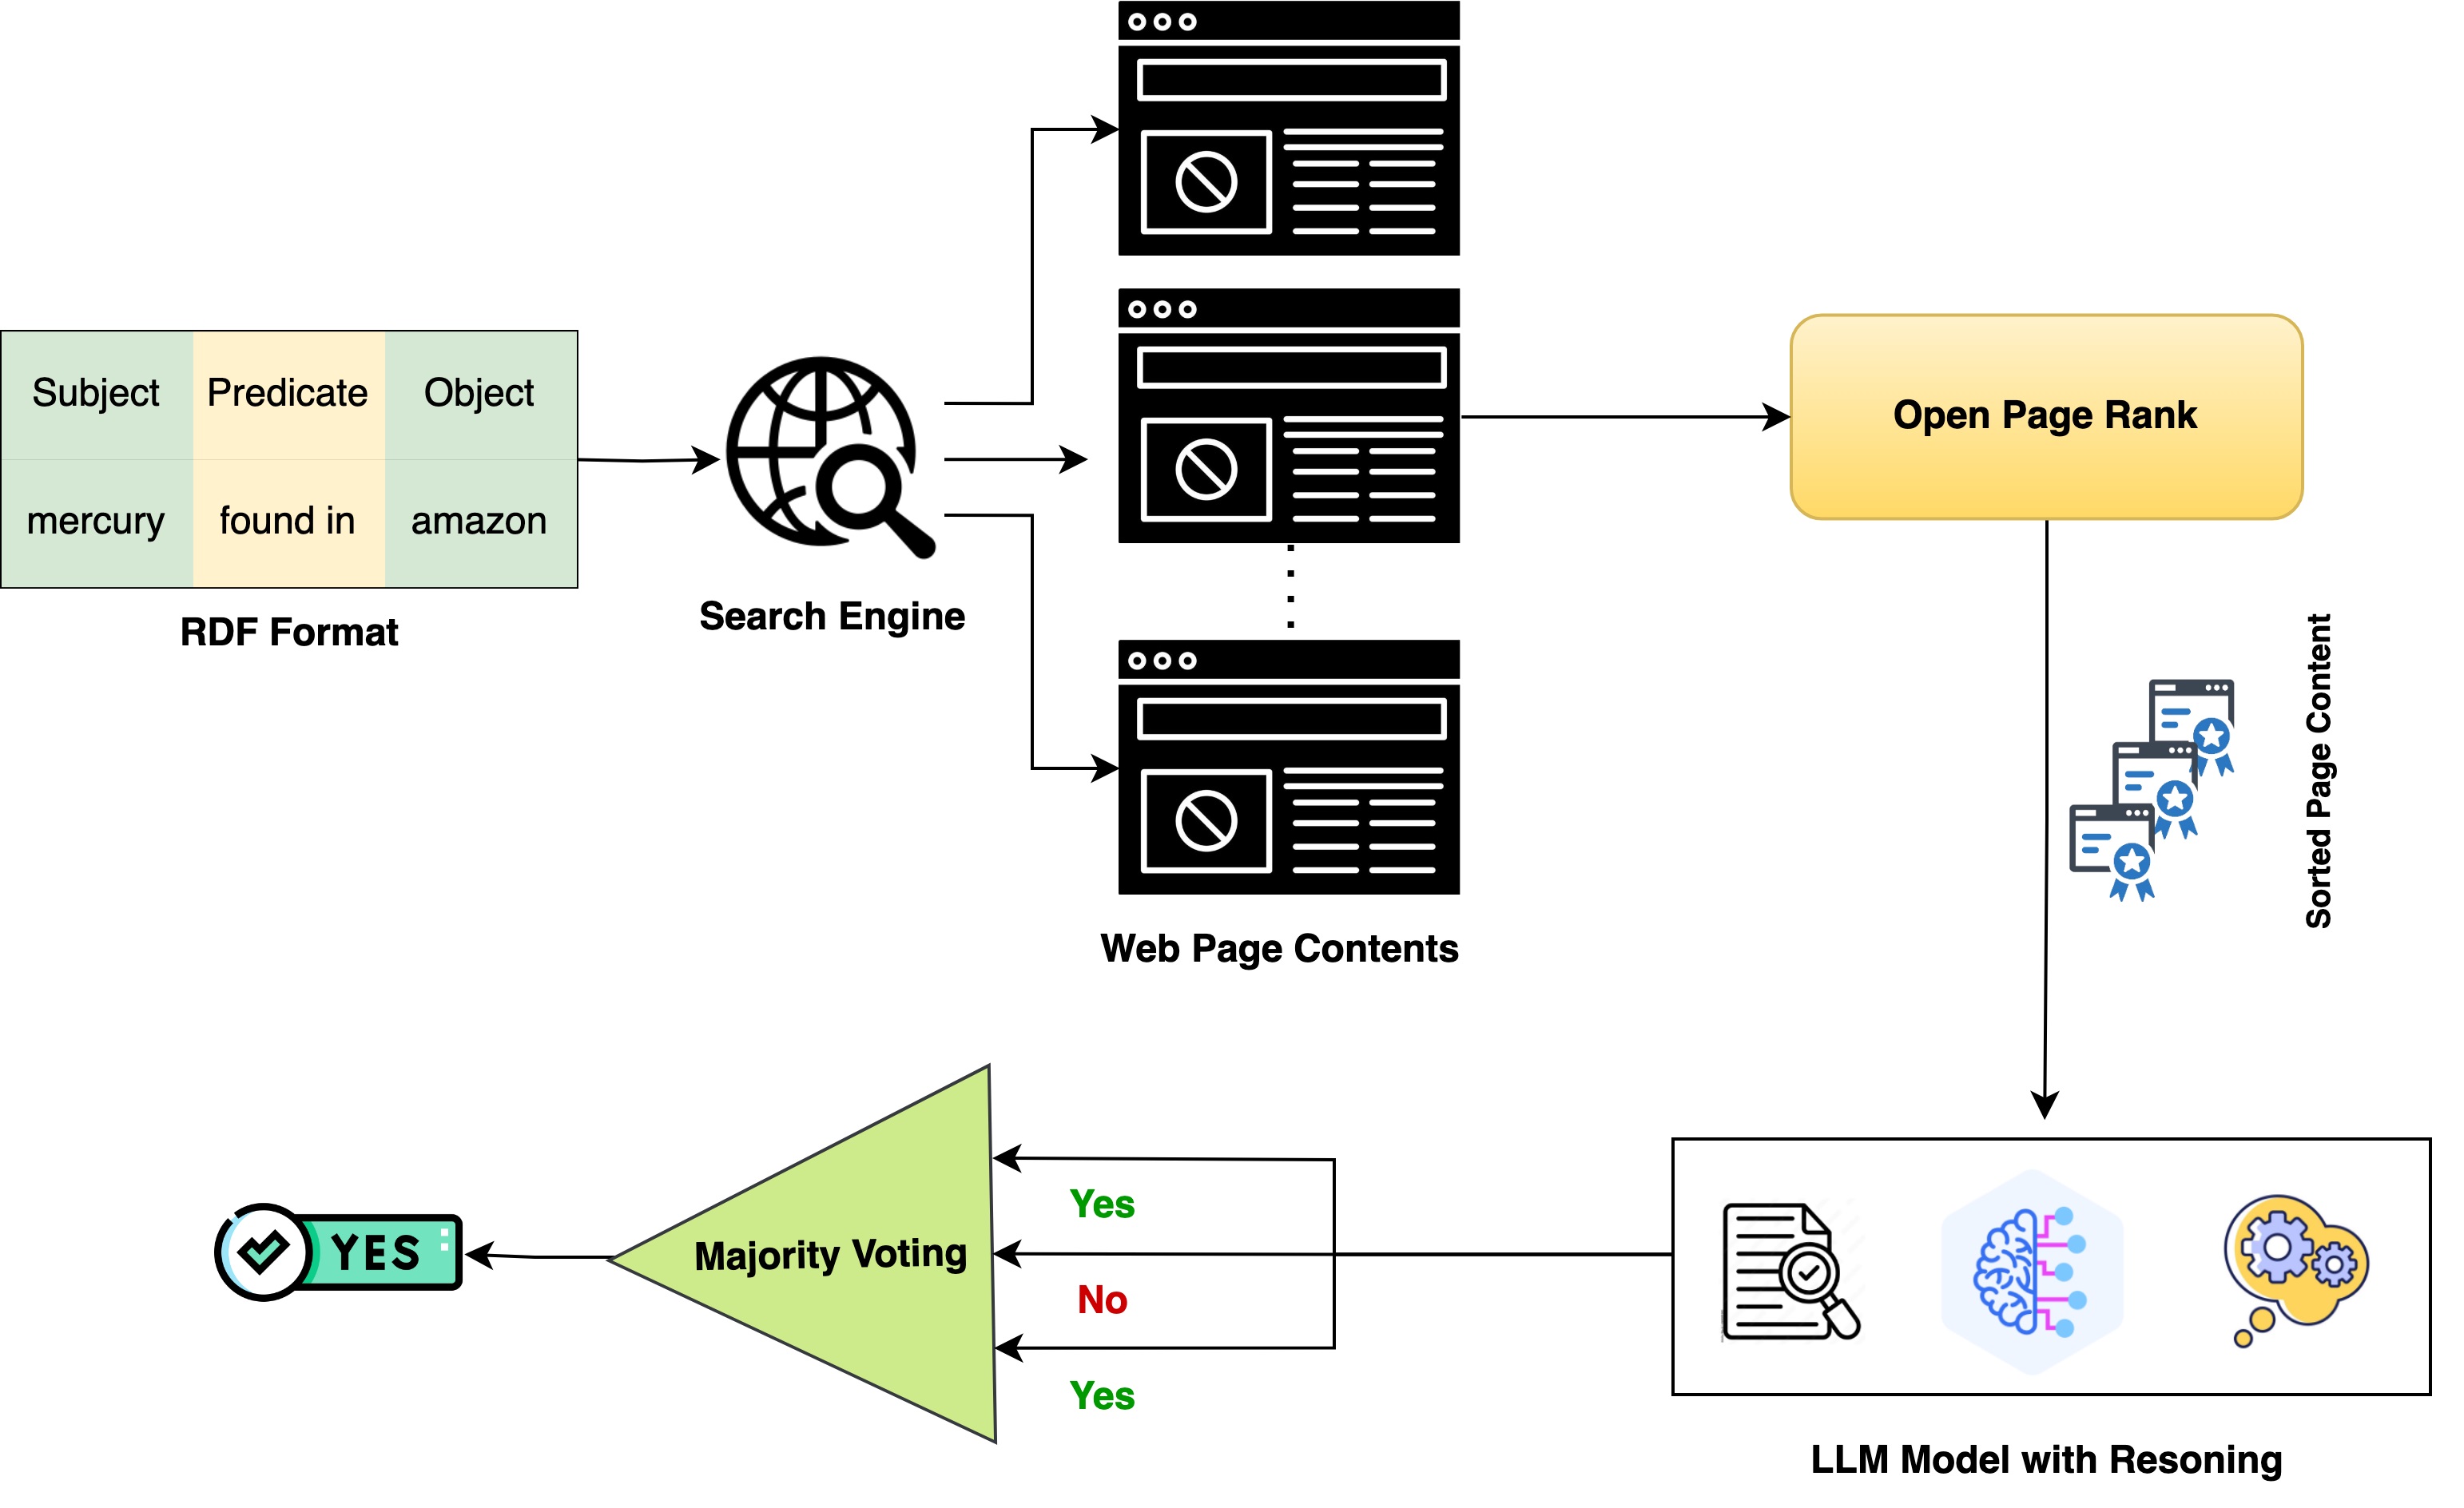 Subject Predicate Object
mercury found in amazon
RDF Format
Search Engine
Web Page Contents
Open Page Rank
Sorted Page Content
LLM Model with Resoning
Yes
No
Yes
Majority Voting
YES